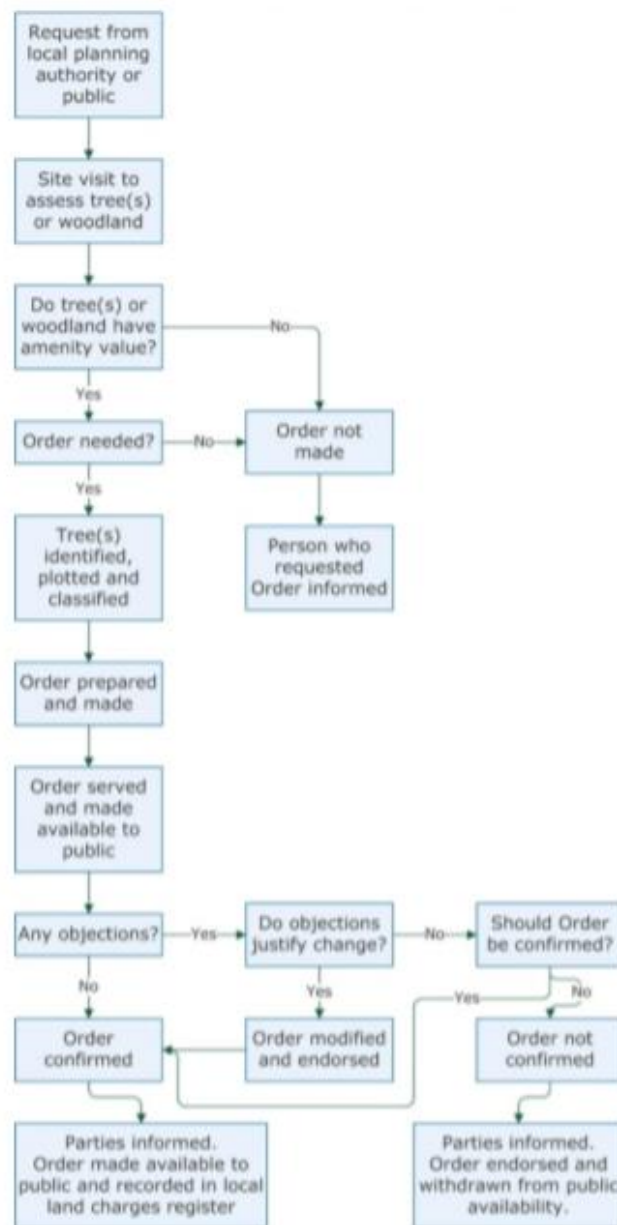 Request from
local planning
authority or
public
Site visit to
assess tree(s)
or woodland
Do tree(s) or
woodland have
amenity value?
No
Yes
Order needed?
No
Order not
made
Yes
Tree(s)
identified,
plotted and
classified
Person who
requested
Order informed
Order prepared
and made
Order served
and made
available to
public
Any objections?
Yes
Do objections
justify change?
No
Should Order
be confirmed?
No
Yes
Yes
No
Order
confirmed
Order modified
and endorsed
Order not
confirmed
Parties informed.
Order made available to
public and recorded in local
land charges register
Parties informed.
Order endorsed and
withdrawn from public
availability.